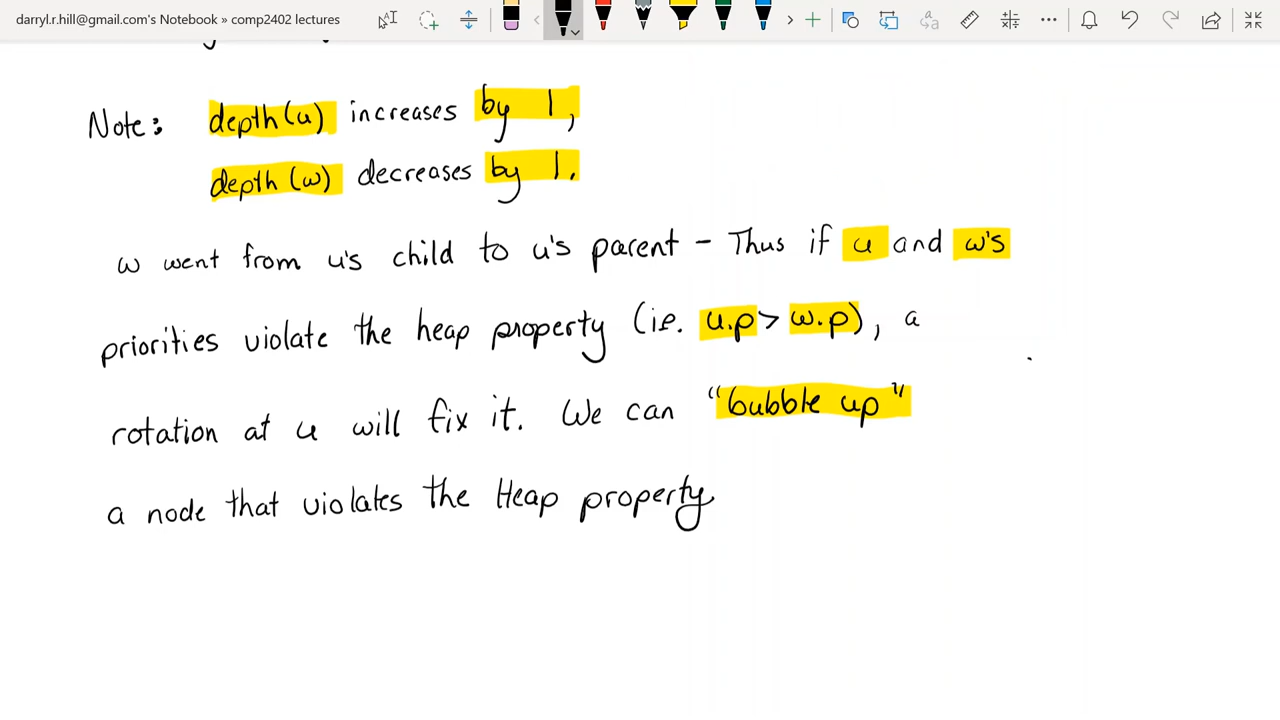 darryl.r.hill@gmail.com's Notebook » comp2402 lectures
Note: depth(u) increases by 1,
depth (w) decreases by 1.
w went from u's child to u's parent - Thus if u and w's
priorities violate the heap property (i.e. u.p > w.p), a
rotation at u will fix it. We can "bubble up"
a node that violates the Heap property